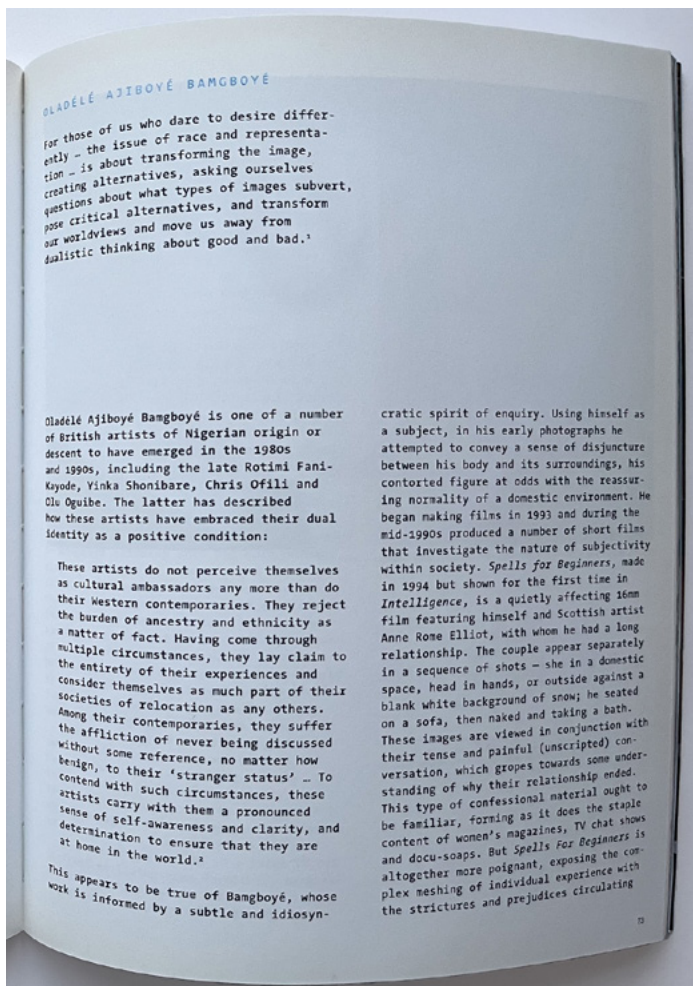 OLADÉLÉ AJIBOYÉ BAMGBOYÉ
For those of us who dare to desire differ-
ently … the issue of race and representa-
tion … is about transforming the image,
creating alternatives, asking ourselves
questions about what types of images subvert,
pose critical alternatives, and transform
our worldviews and move us away from
dualistic thinking about good and bad.¹
Oladélé Ajiboyé Bamgboyé is one of a number
of British artists of Nigerian origin or
descent to have emerged in the 1980s
and 1990s, including the late Rotimi Fani-
Kayode, Yinka Shonibare, Chris Ofili and
Olu Oguibe. The latter has described
how these artists have embraced their dual
identity as a positive condition:
These artists do not perceive themselves
as cultural ambassadors any more than do
their Western contemporaries. They reject
the burden of ancestry and ethnicity as
a matter of fact. Having come through
multiple circumstances, they lay claim to
the entirety of their experiences and
consider themselves as much part of their
societies of relocation as any others.
Among their contemporaries, they suffer
the affliction of never being discussed
without some reference, no matter how
benign, to their ‘stranger status’ … To
contend with such circumstances, these
artists carry with them a pronounced
sense of self-awareness and clarity, and
determination to ensure that they are
at home in the world.²
This appears to be true of Bamgboyé, whose
work is informed by a subtle and idiosyn-
cratic spirit of enquiry. Using himself as
a subject, in his early photographs he
attempted to convey a sense of disjuncture
between his body and its surroundings, his
contorted figure at odds with the reassur-
ing normality of a domestic environment. He
began making films in 1993 and during the
mid-1990s produced a number of short films
that investigate the nature of subjectivity
within society. Spells for Beginners, made
in 1994 but shown for the first time in
Intelligence, is a quietly affecting 16mm
film featuring himself and Scottish artist
Anne Rome Elliot, with whom he had a long
relationship. The couple appear separately
in a sequence of shots — she in a domestic
space, head in hands, or outside against a
blank white background of snow; he seated
on a sofa, then naked and taking a bath.
These images are viewed in conjunction with
their tense and painful (unscripted) con-
versation, which gropes towards some under-
standing of why their relationship ended.
This type of confessional material ought to
be familiar, forming as it does the staple
content of women’s magazines, TV chat shows
and docu-soaps. But Spells For Beginners is
altogether more poignant, exposing the com-
plex meshing of individual experience with
the strictures and prejudices circulating